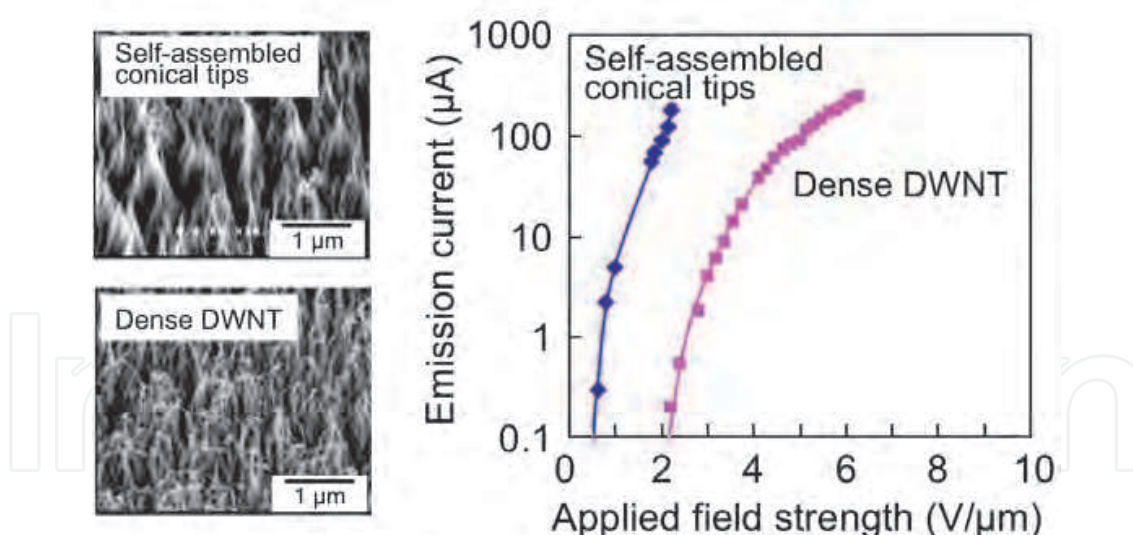 Self-assembled
conical tips
1 μm
Dense DWNT
1 μm
Emission current (μA)
1000
100
10
1
0.1
Self-assembled
conical tips
Dense DWNT
0 2 4 6 8 10
Applied field strength (V/μm)